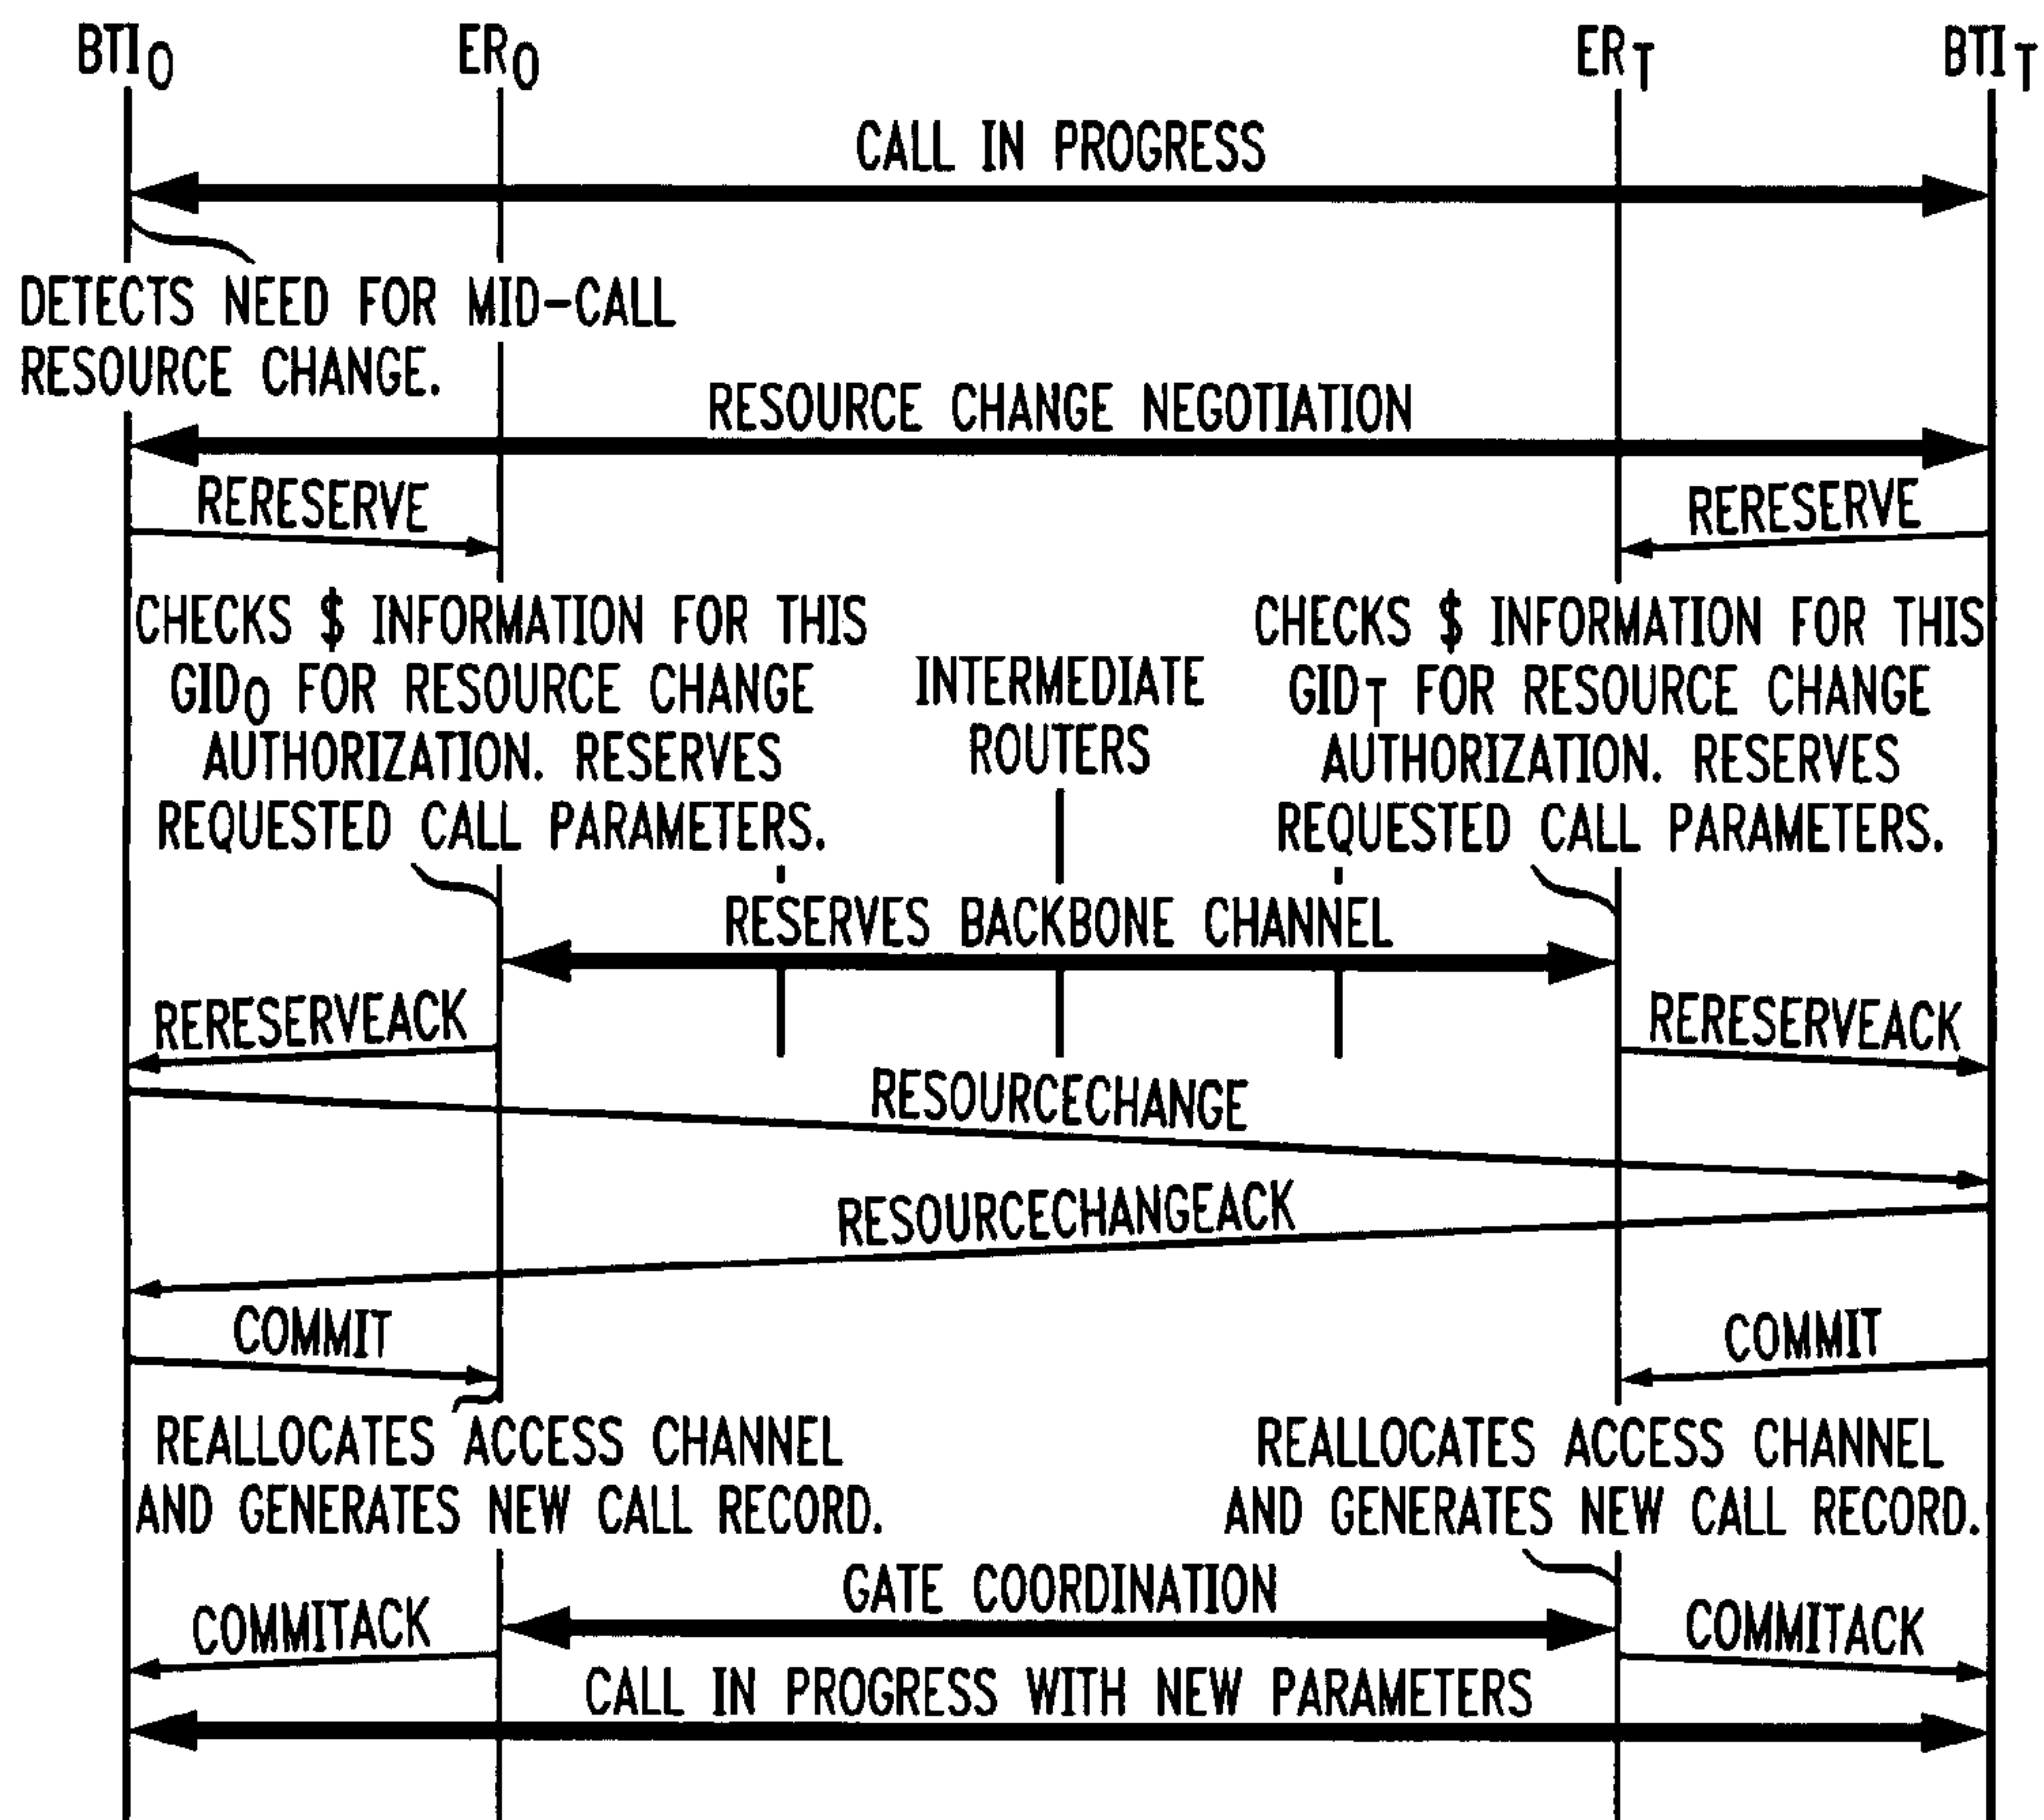 BTIO ERO ERT BTIT
CALL IN PROGRESS
DETECTS NEED FOR MID-CALL
RESOURCE CHANGE.
RESOURCE CHANGE NEGOTIATION
RERESERVE RERESERVE
CHECKS $ INFORMATION FOR THIS
GIDO FOR RESOURCE CHANGE
AUTHORIZATION. RESERVES
REQUESTED CALL PARAMETERS.
INTERMEDIATE
ROUTERS
CHECKS $ INFORMATION FOR THIS
GIDT FOR RESOURCE CHANGE
AUTHORIZATION. RESERVES
REQUESTED CALL PARAMETERS.
RESERVES BACKBONE CHANNEL
RERESERVEACK RERESERVEACK
RESOURCECHANGE
RESOURCECHANGEACK
COMMIT COMMIT
REALLOCATES ACCESS CHANNEL
AND GENERATES NEW CALL RECORD.
REALLOCATES ACCESS CHANNEL
AND GENERATES NEW CALL RECORD.
GATE COORDINATION
COMMITACK COMMITACK
CALL IN PROGRESS WITH NEW PARAMETERS